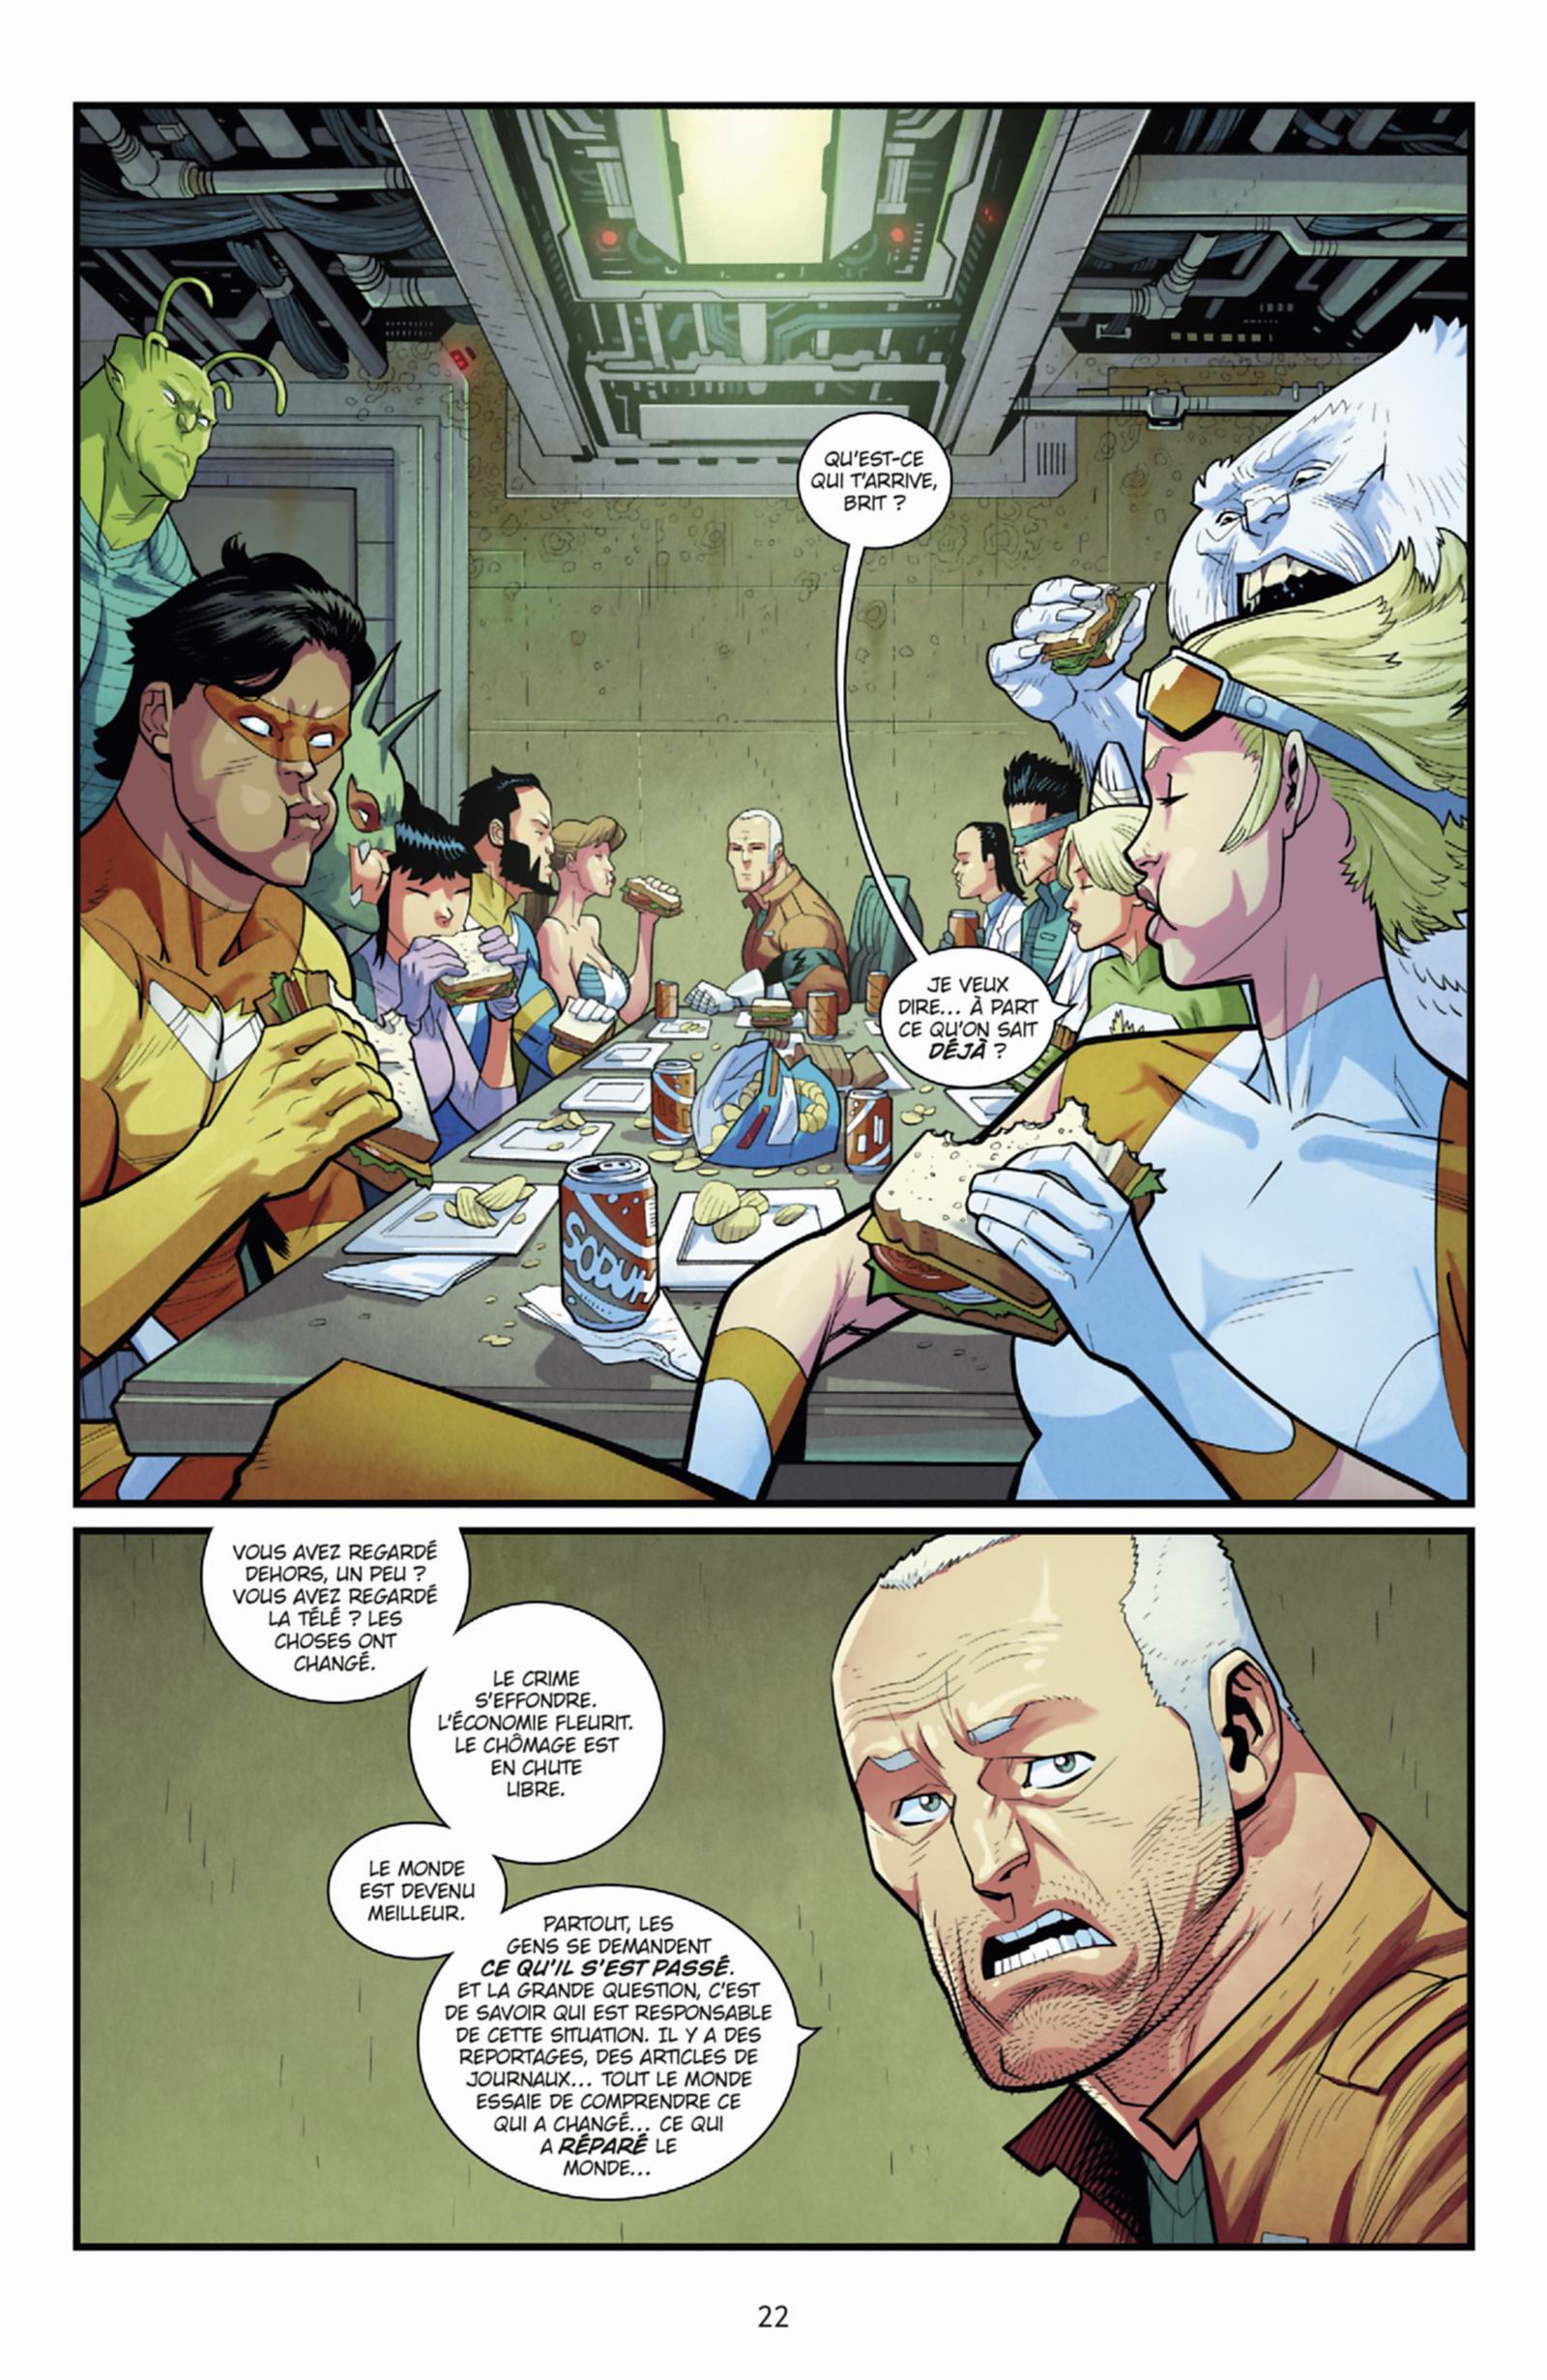 QU'EST-CE
QUI T'ARRIVE,
BRIT ?
JE VEUX
DIRE... À PART
CE QU'ON SAIT
DÉJÀ ?
SODUH
VOUS AVEZ REGARDÉ
DEHORS, UN PEU ?
VOUS AVEZ REGARDÉ
LA TÉLÉ ? LES
CHOSES ONT
CHANGÉ.
LE CRIME
S'EFFONDRE.
L'ÉCONOMIE FLEURIT.
LE CHÔMAGE EST
EN CHUTE
LIBRE.
LE MONDE
EST DEVENU
MEILLEUR.
PARTOUT, LES
GENS SE DEMANDENT
CE QU'IL S'EST PASSÉ.
ET LA GRANDE QUESTION, C'EST
DE SAVOIR QUI EST RESPONSABLE
DE CETTE SITUATION. IL Y A DES
REPORTAGES, DES ARTICLES DE
JOURNAUX... TOUT LE MONDE
ESSAIE DE COMPRENDRE CE
QUI A CHANGÉ... CE QUI
A RÉPARÉ LE
MONDE...
22